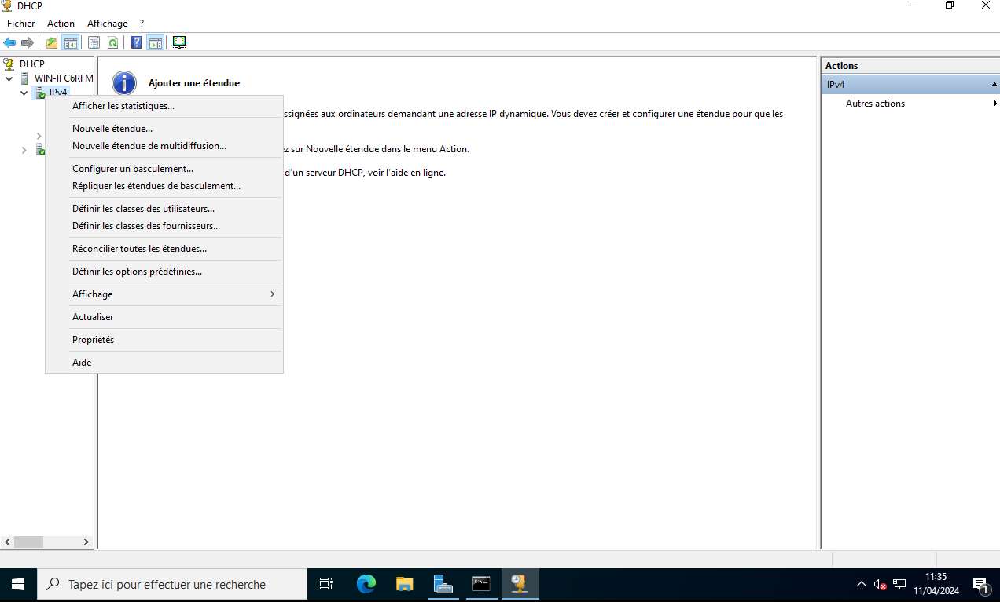 DHCP
Fichier Action Affichage ?
DHCP
WIN-IFC6RFM
IPv4
Afficher les statistiques...
Nouvelle étendue...
Nouvelle étendue de multidiffusion...
Configurer un basculement...
Répliquer les étendues de basculement...
Définir les classes des utilisateurs...
Définir les classes des fournisseurs...
Réconcilier toutes les étendues...
Définir les options prédéfinies...
Affichage
Actualiser
Propriétés
Aide
Ajouter une étendue
ssignées aux ordinateurs demandant une adresse IP dynamique. Vous devez créer et configurer une étendue pour que les
z sur Nouvelle étendue dans le menu Action.
d'un serveur DHCP, voir l'aide en ligne.
Actions
IPv4
Autres actions
Tapez ici pour effectuer une recherche
11:35
11/04/2024
1